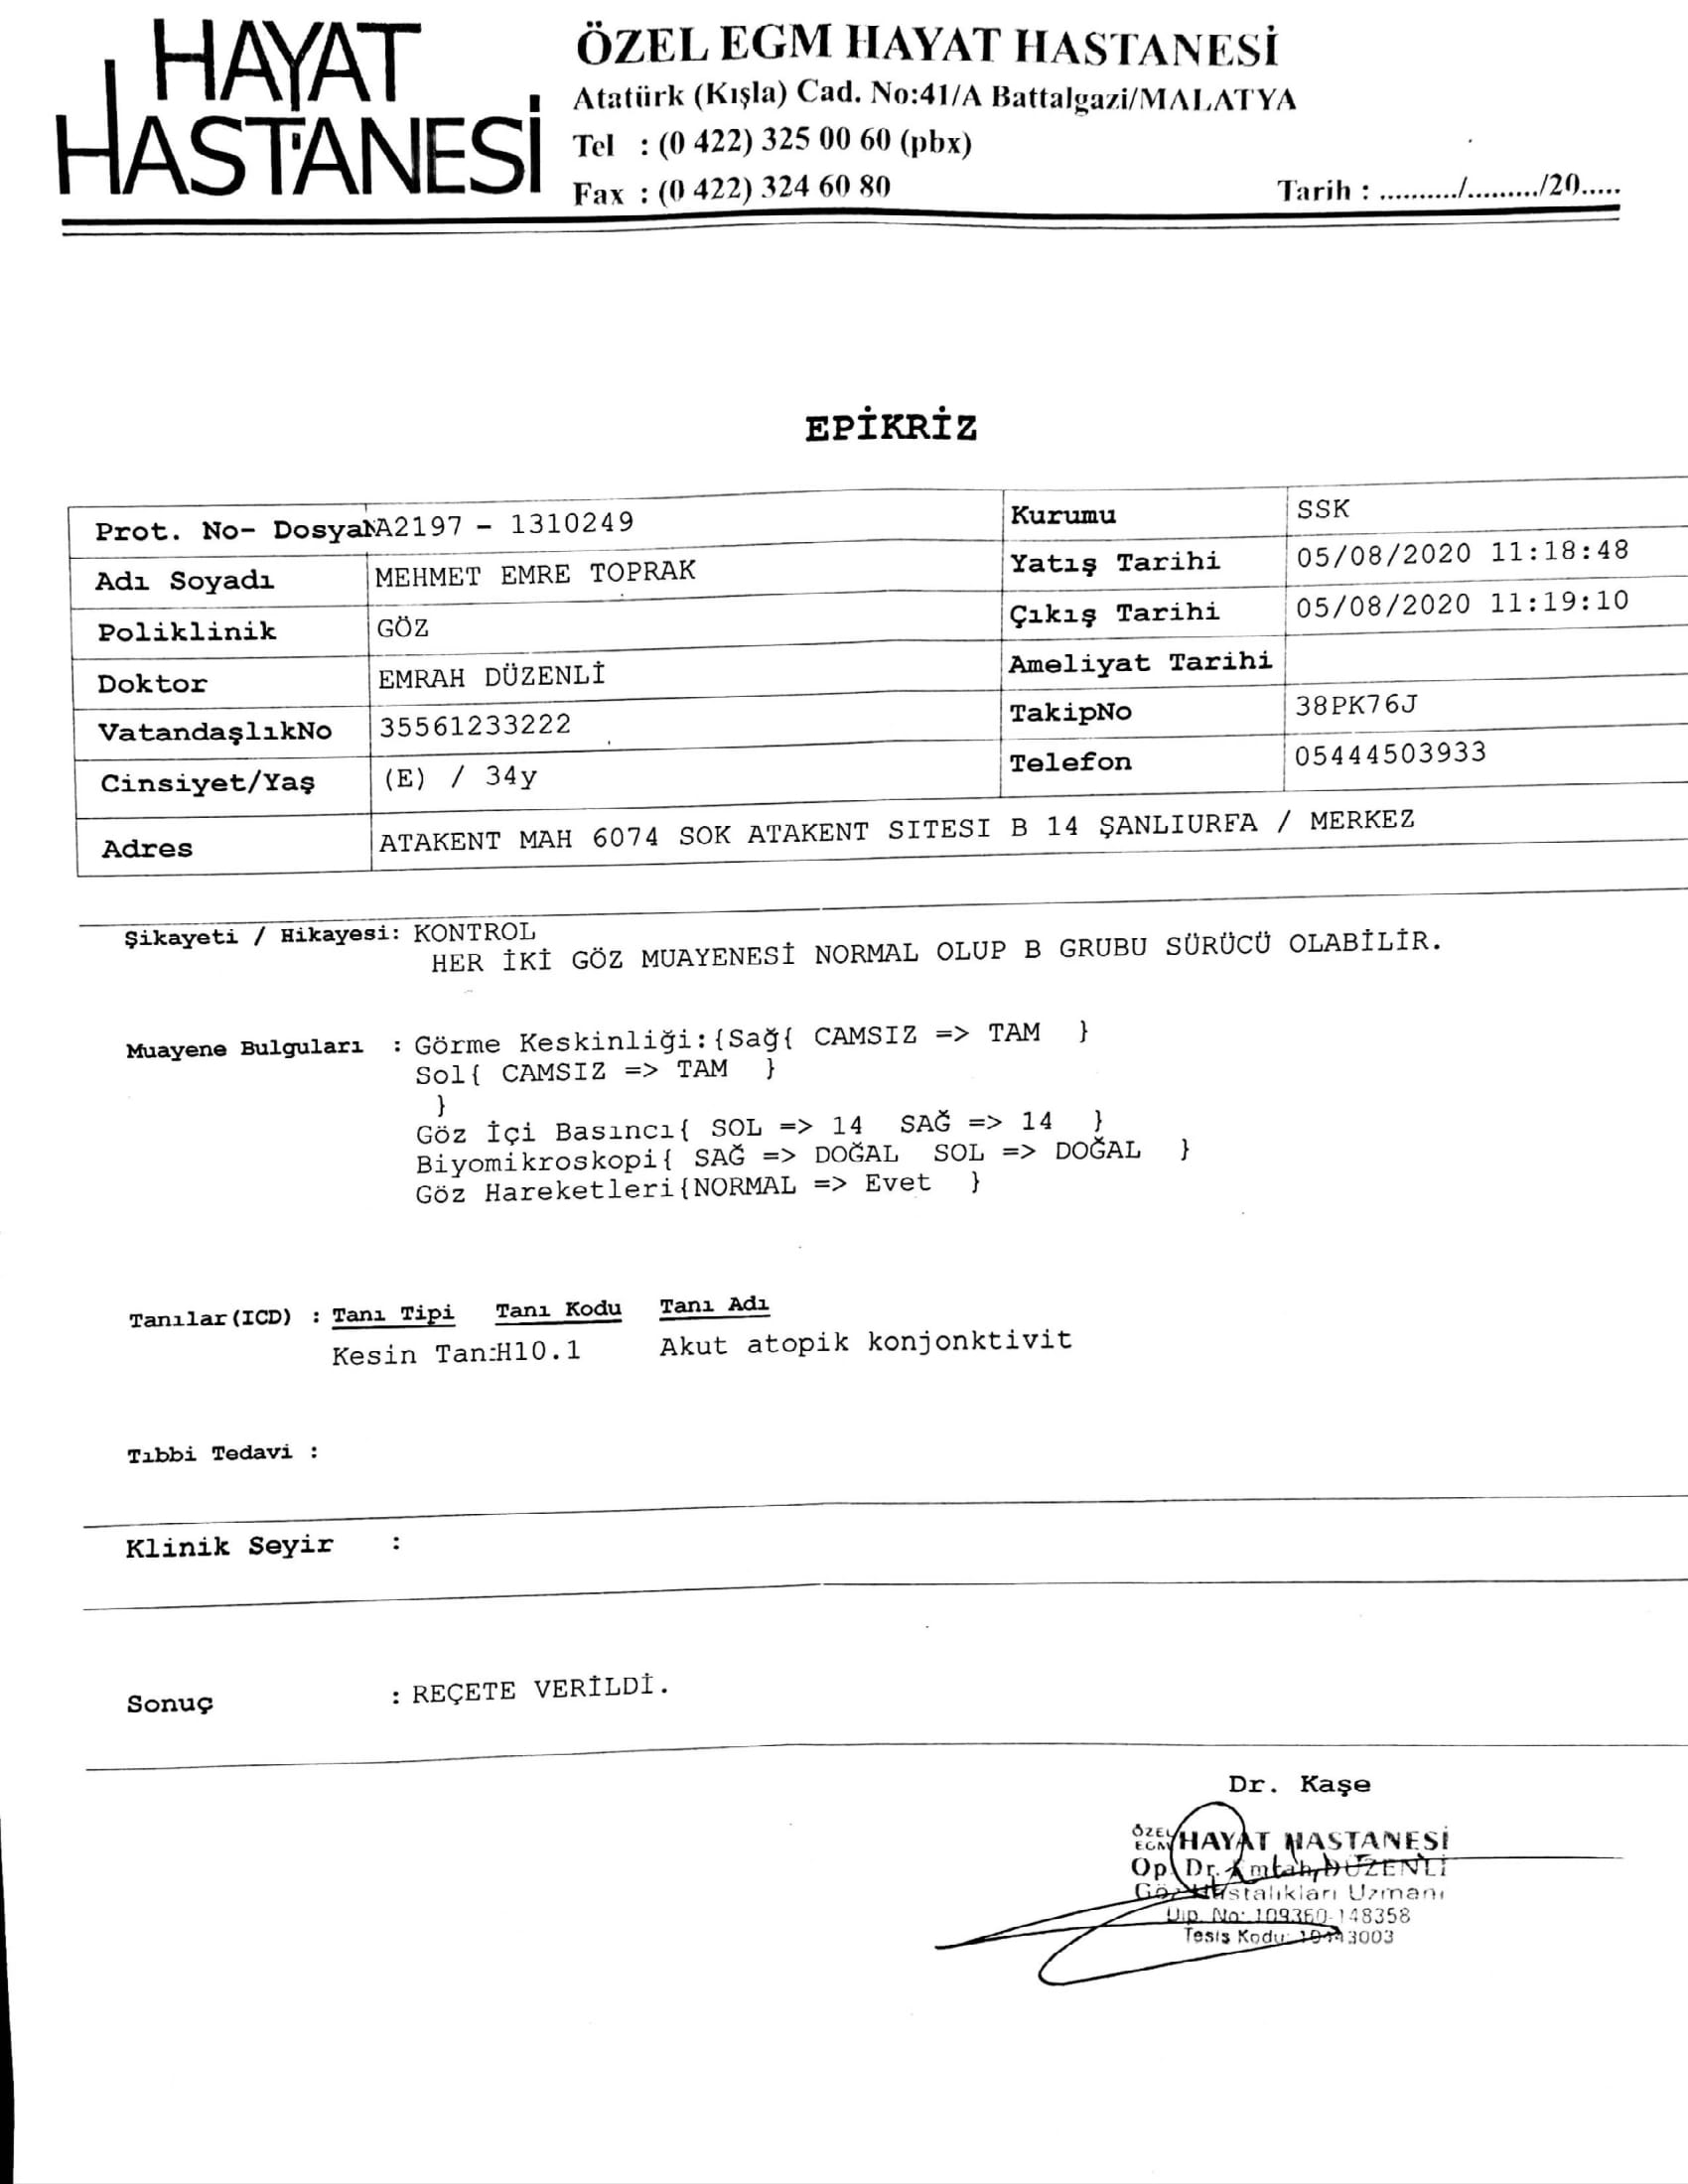 HAYAT
HASTANESİ
ÖZEL EGM HAYAT HASTANESİ
Atatürk (Kışla) Cad. No:41/A Battalgazi/MALATYA
Tel : (0 422) 325 00 60 (pbx)
Fax : (0 422) 324 60 80
Tarih : ........../........./20.....
EPİKRİZ
Prot. No- DosyaNA2197 - 1310249 Kurumu SSK
Adı Soyadı MEHMET EMRE TOPRAK Yatış Tarihi 05/08/2020 11:18:48
Poliklinik GÖZ Çıkış Tarihi 05/08/2020 11:19:10
Doktor EMRAH DÜZENLİ Ameliyat Tarihi
VatandaşlıkNo 35561233222 TakipNo 38PK76J
Cinsiyet/Yaş (E) / 34y Telefon 05444503933
Adres ATAKENT MAH 6074 SOK ATAKENT SITESI B 14 ŞANLIURFA / MERKEZ
Şikayeti / Hikayesi: KONTROL
HER İKİ GÖZ MUAYENESİ NORMAL OLUP B GRUBU SÜRÜCÜ OLABİLİR.
Muayene Bulguları : Görme Keskinliği:{Sağ{ CAMSIZ => TAM }
Sol{ CAMSIZ => TAM }
}
Göz İçi Basıncı{ SOL => 14 SAĞ => 14 }
Biyomikroskopi{ SAĞ => DOĞAL SOL => DOĞAL }
Göz Hareketleri{NORMAL => Evet }
Tanılar(ICD) : Tanı Tipi Tanı Kodu Tanı Adı
Kesin Tan:H10.1 Akut atopik konjonktivit
Tıbbi Tedavi :
Klinik Seyir :
Sonuç : REÇETE VERİLDİ.
Dr. Kaşe
ÖZEL EGM HAYAT HASTANESİ
Op. Dr. Emrah DÜZENLİ
Göz Hastalıkları Uzmanı
Dip. No: 109360-148358
Tesis Kodu: 10443003